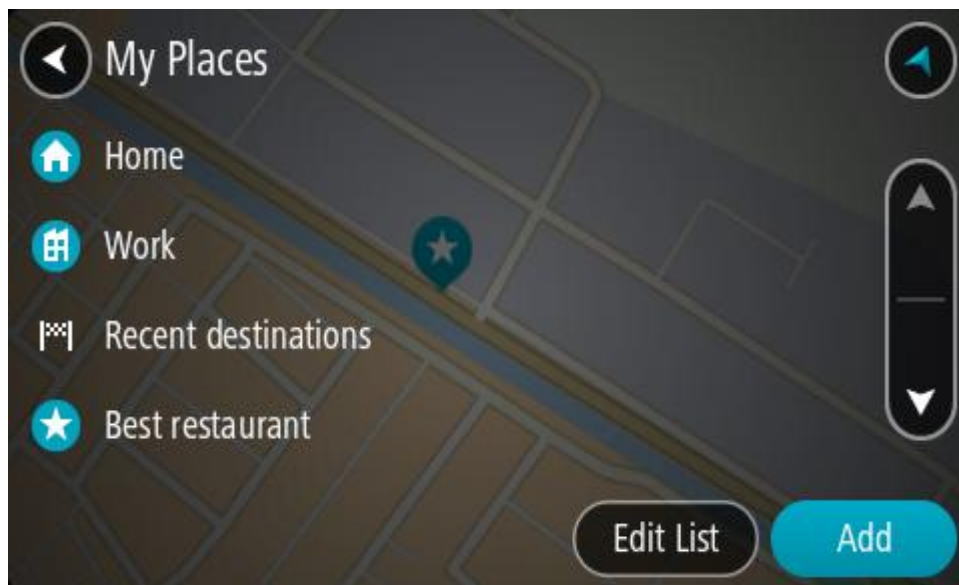 My Places
Home
Work
Recent destinations
Best restaurant
Edit List
Add